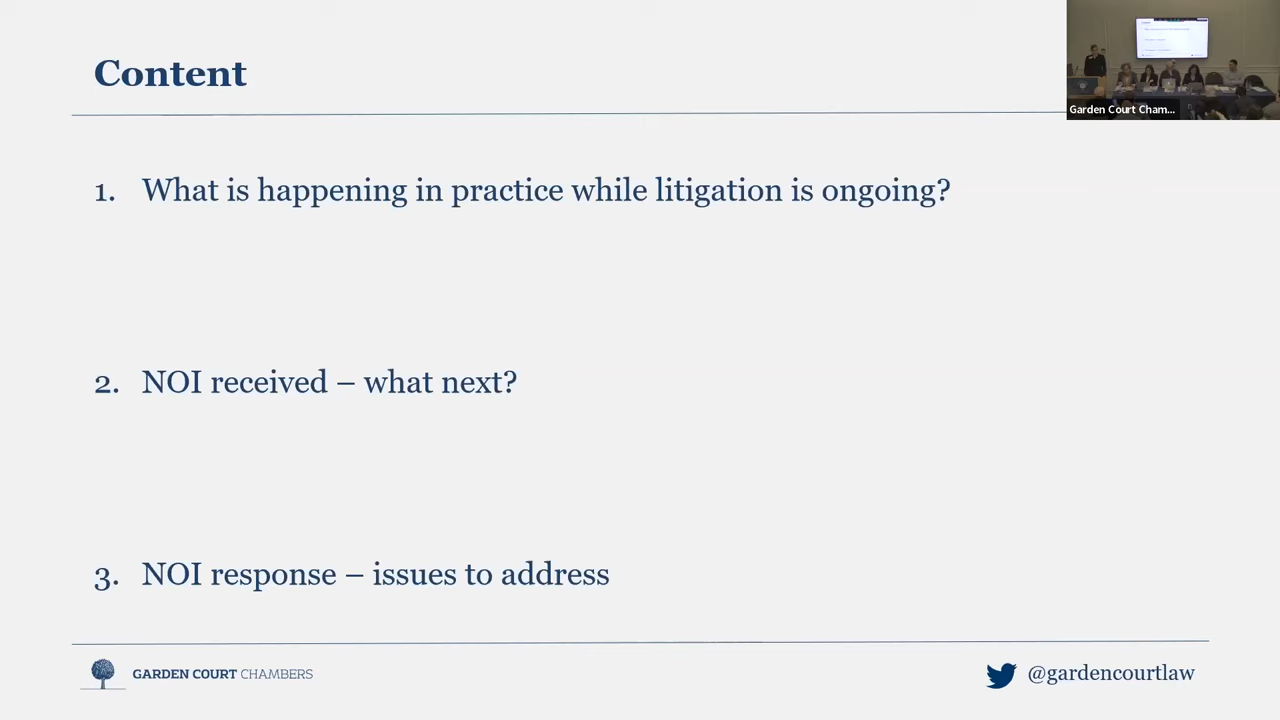 Content
Garden Court Cham...
1. What is happening in practice while litigation is ongoing?
2. NOI received – what next?
3. NOI response – issues to address
GARDEN COURT CHAMBERS
@gardencourtlaw